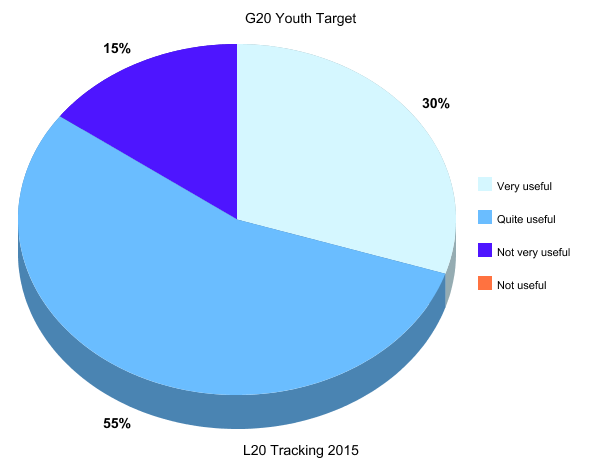 G20 Youth Target
15%
30%
Very useful
Quite useful
Not very useful
Not useful
55%
L20 Tracking 2015